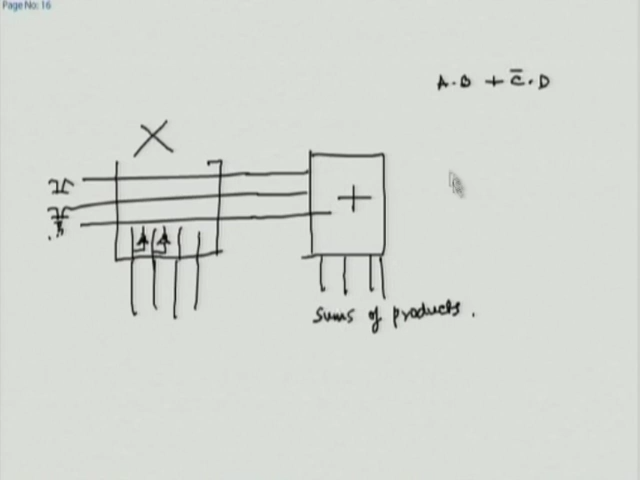 Page No: 16
A.B + C̅.D
X
+
sums of products.